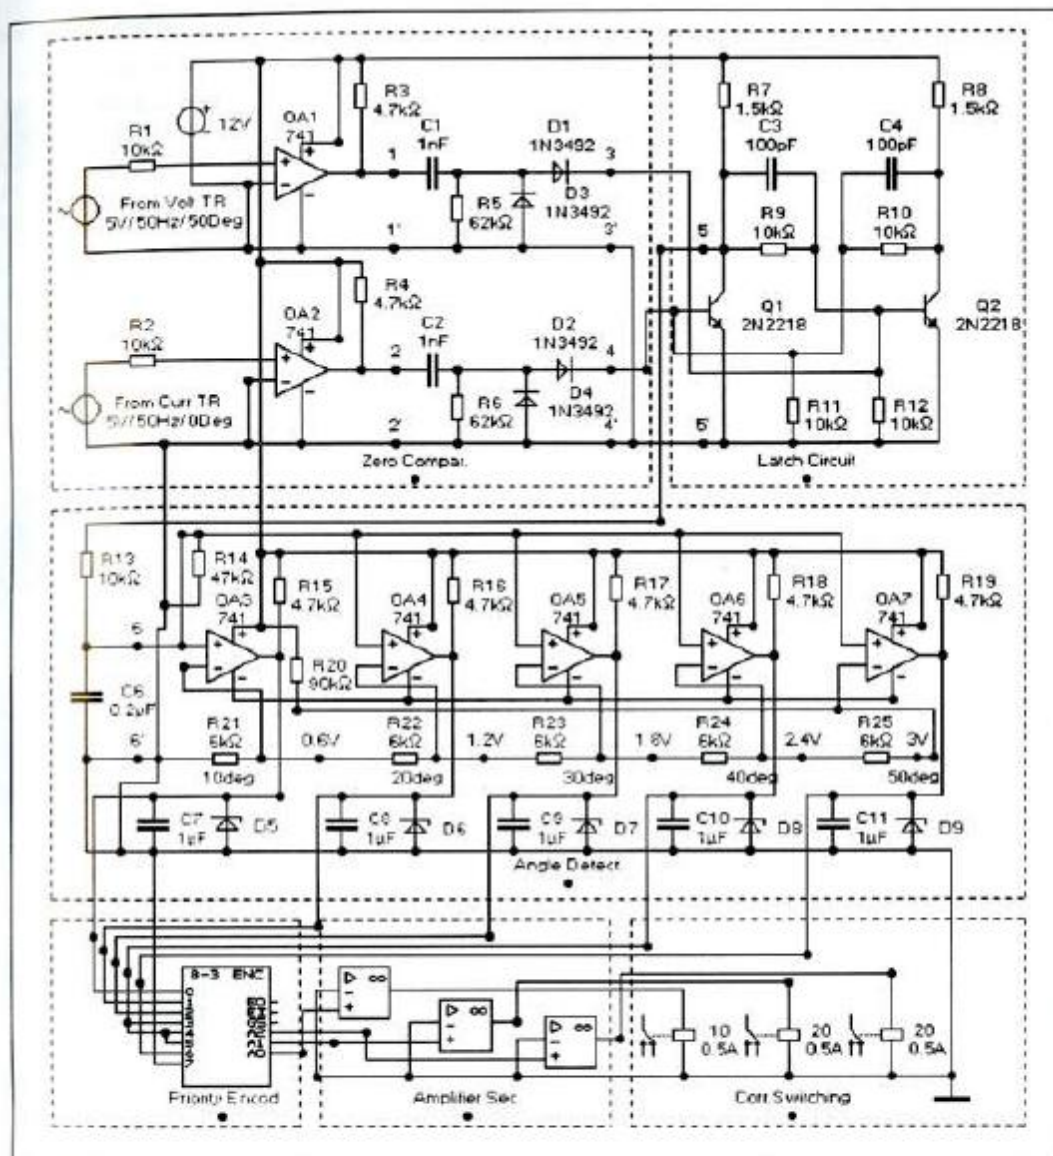 R1
10kΩ
12V
OA1
741
R3
4.7kΩ
1
C1
1nF
D1
1N3492
3
From Volt TR
5V/50Hz/50Deg
R5
62kΩ
D3
1N3492
1'
3'
R2
10kΩ
OA2
741
R4
4.7kΩ
2
C2
1nF
D2
1N3492
4
From Curr TR
5V/50Hz/0Deg
R6
62kΩ
D4
1N3492
2'
4'
Zero Compar.
R7
1.5kΩ
R8
1.5kΩ
C3
100pF
C4
100pF
5
R9
10kΩ
R10
10kΩ
Q1
2N2218
Q2
2N2218
R11
10kΩ
R12
10kΩ
5'
Latch Circuit
R13
10kΩ
R14
47kΩ
OA3
741
R15
4.7kΩ
OA4
741
R16
4.7kΩ
OA5
741
R17
4.7kΩ
OA6
741
R18
4.7kΩ
OA7
741
R19
4.7kΩ
6
R20
90kΩ
C6
0.2µF
6'
R21
6kΩ
10deg
0.6V
R22
6kΩ
20deg
1.2V
R23
6kΩ
30deg
1.8V
R24
6kΩ
40deg
2.4V
R25
6kΩ
3V
50deg
C7
1µF
D5
C8
1µF
D6
C9
1µF
D7
C10
1µF
D8
C11
1µF
D9
Angle Detect
8-3 ENC
Priority Encod
Amplifier Sec
10
0.5A
20
0.5A
20
0.5A
Corr Switching